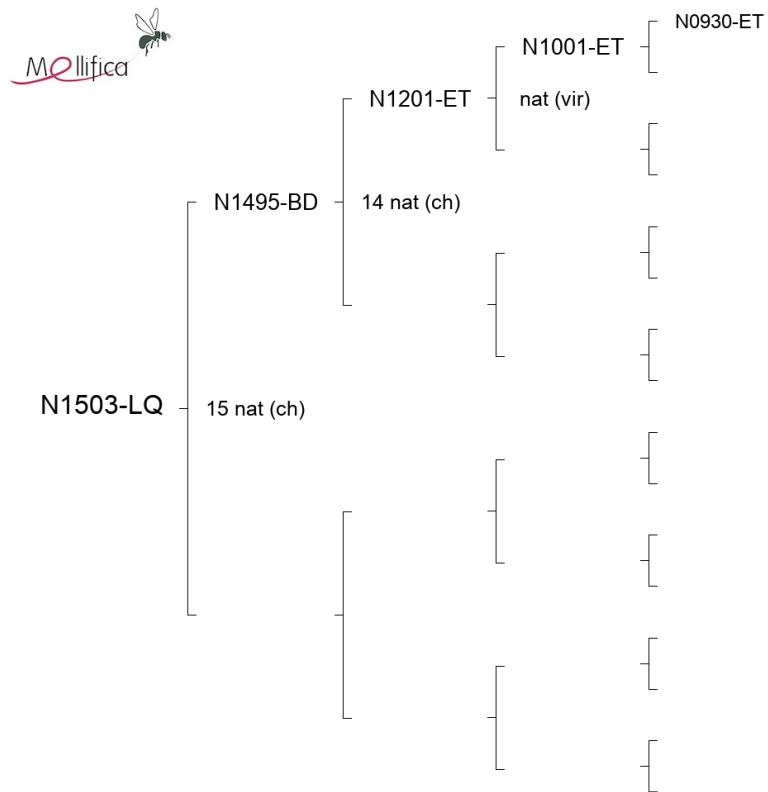 Mellifica
N0930-ET
N1001-ET
N1201-ET
nat (vir)
N1495-BD
14 nat (ch)
N1503-LQ
15 nat (ch)